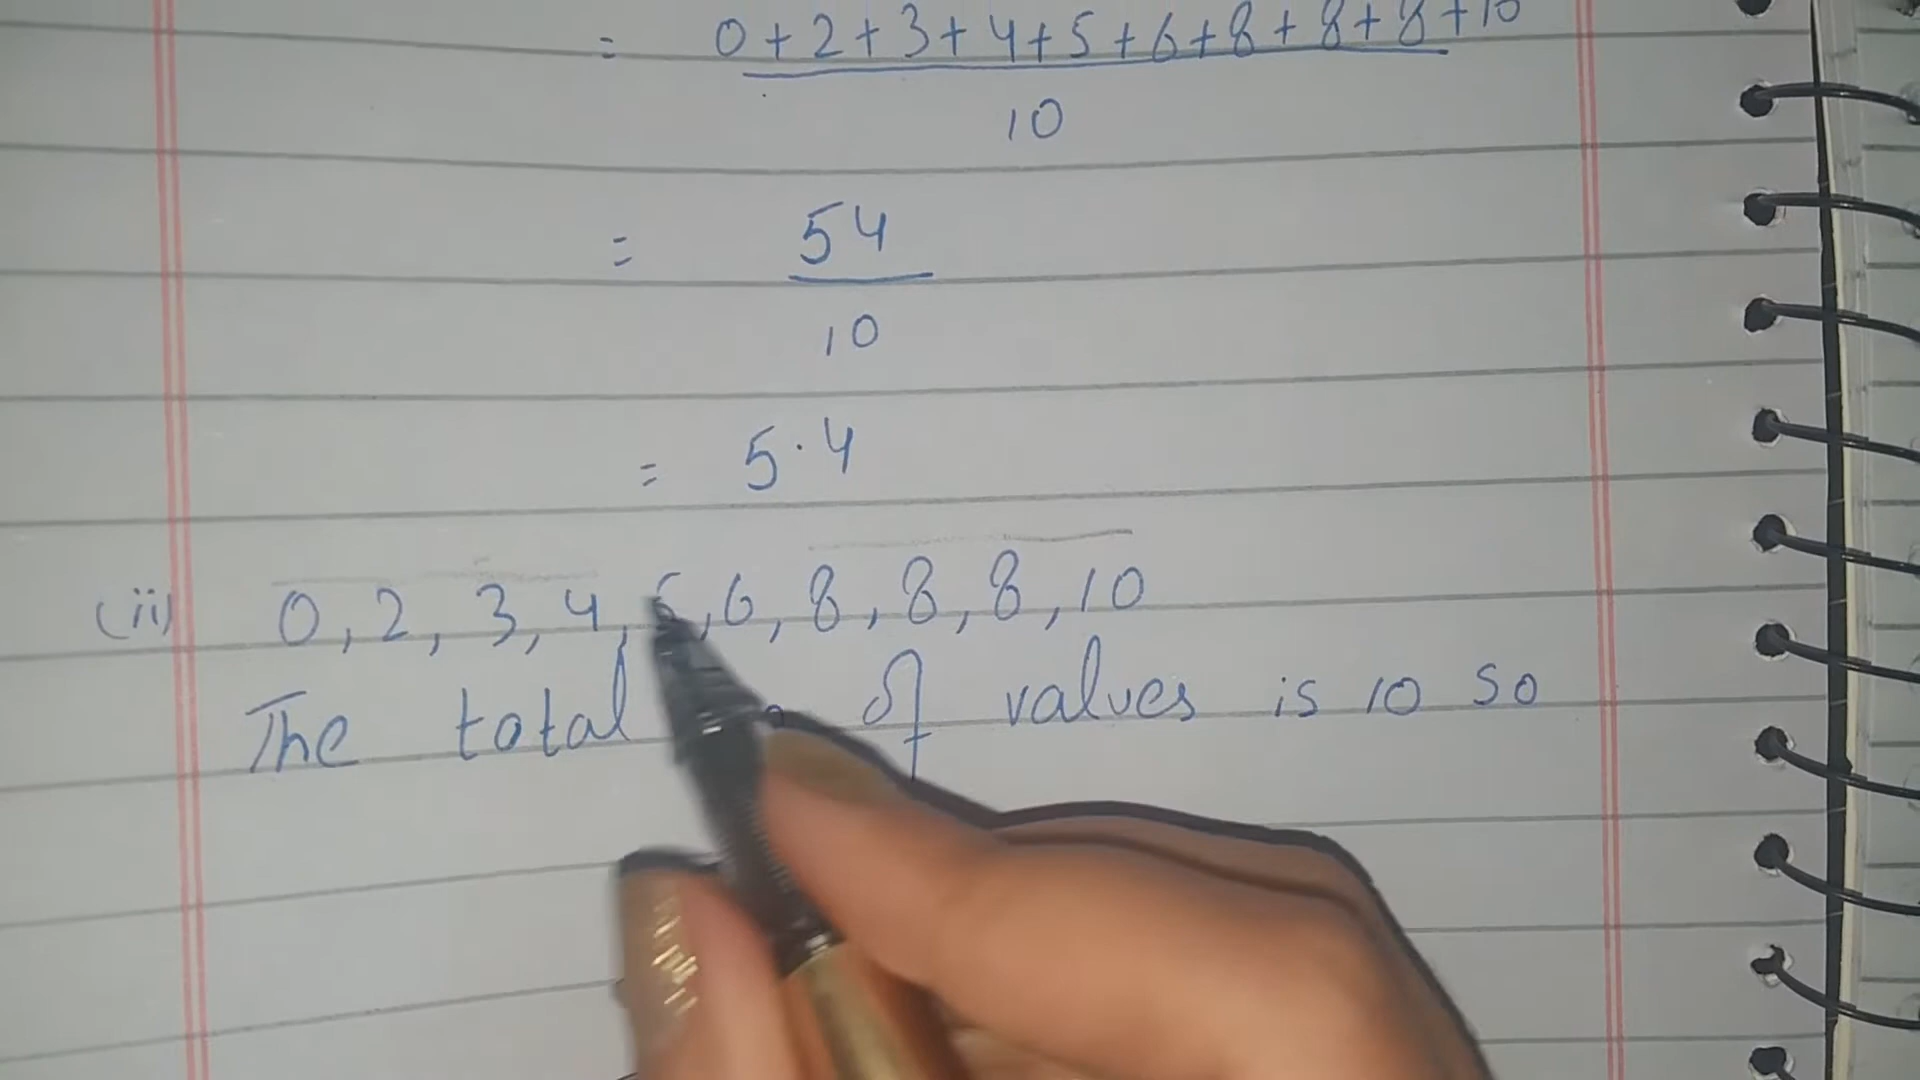 = 0+2+3+4+5+6+8+8+8+10
10
= 54
10
= 5.4
(ii) 0, 2, 3, 4, 5, 6, 8, 8, 8, 10
The total of values is 10 so